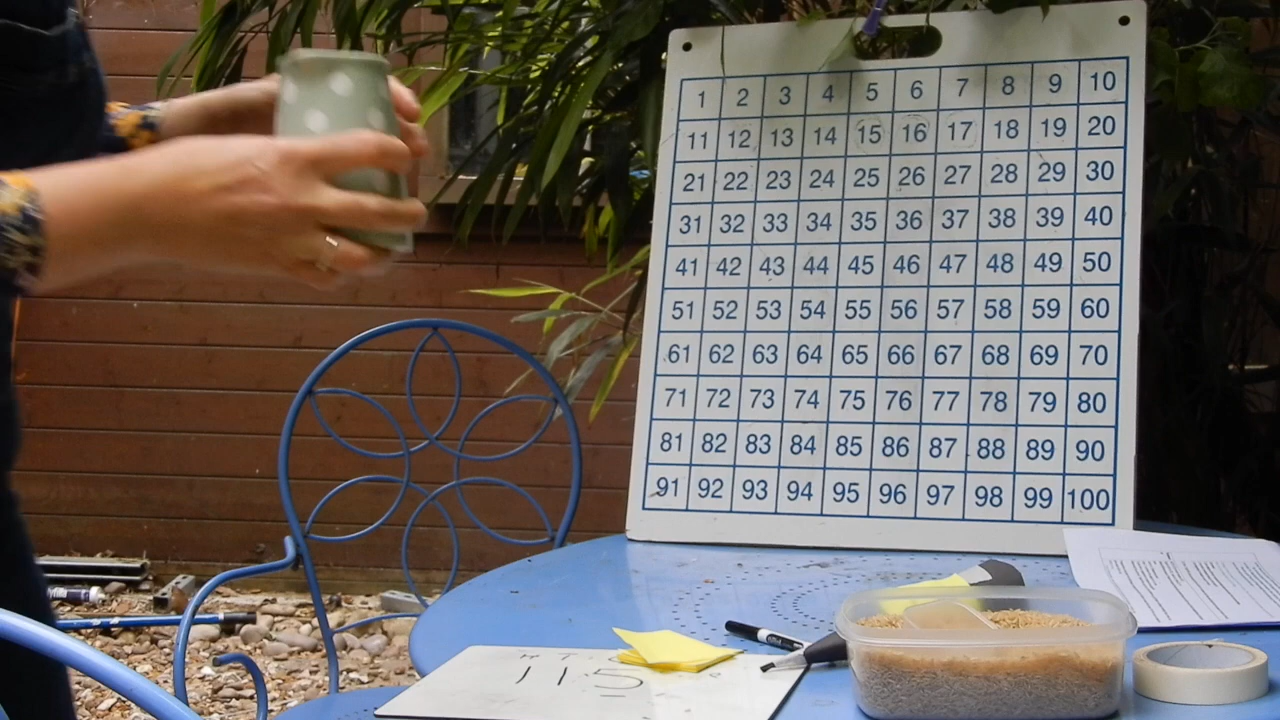 1 2 3 4 5 6 7 8 9 10
11 12 13 14 15 16 17 18 19 20
21 22 23 24 25 26 27 28 29 30
31 32 33 34 35 36 37 38 39 40
41 42 43 44 45 46 47 48 49 50
51 52 53 54 55 56 57 58 59 60
61 62 63 64 65 66 67 68 69 70
71 72 73 74 75 76 77 78 79 80
81 82 83 84 85 86 87 88 89 90
91 92 93 94 95 96 97 98 99 100
115